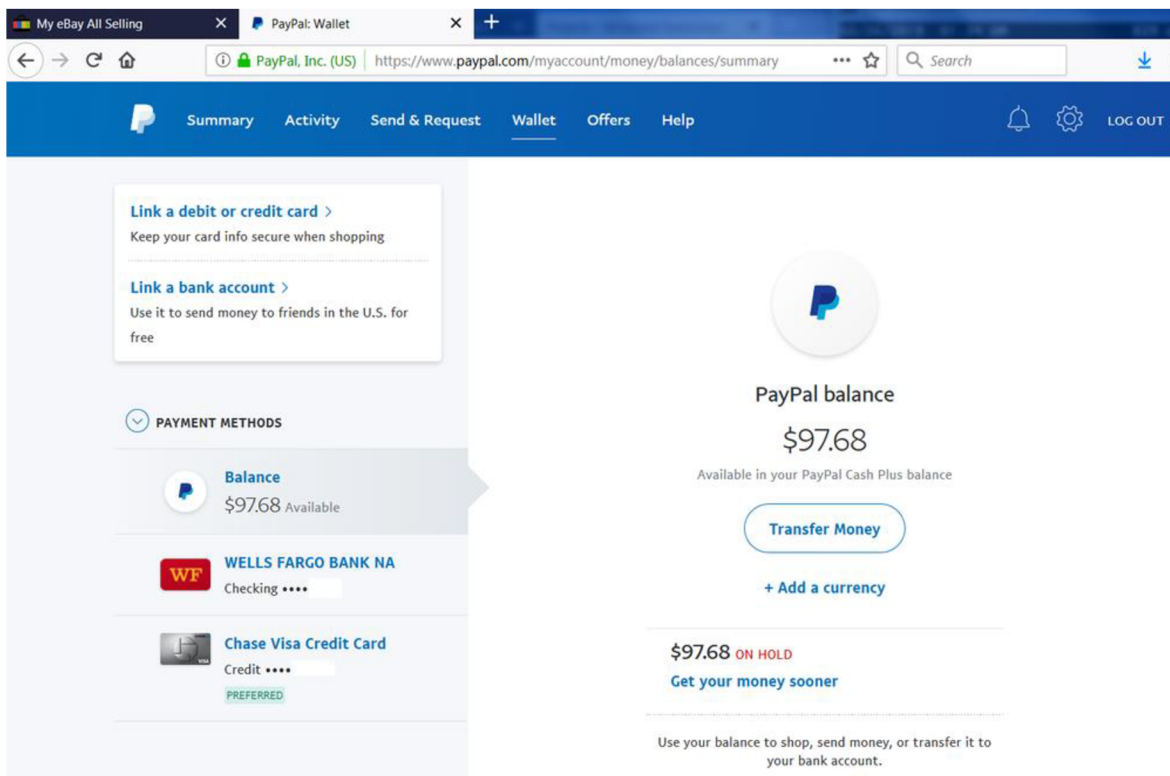 My eBay All Selling
PayPal: Wallet
PayPal, Inc. (US) https://www.paypal.com/myaccount/money/balances/summary
Search
Summary Activity Send & Request Wallet Offers Help LOG OUT
Link a debit or credit card >
Keep your card info secure when shopping
Link a bank account >
Use it to send money to friends in the U.S. for
free
PAYMENT METHODS
Balance
$97.68 Available
WELLS FARGO BANK NA
WF
Checking ••••
Chase Visa Credit Card
VISA
Credit ••••
PREFERRED
PayPal balance
$97.68
Available in your PayPal Cash Plus balance
Transfer Money
+ Add a currency
$97.68 ON HOLD
Get your money sooner
Use your balance to shop, send money, or transfer it to
your bank account.